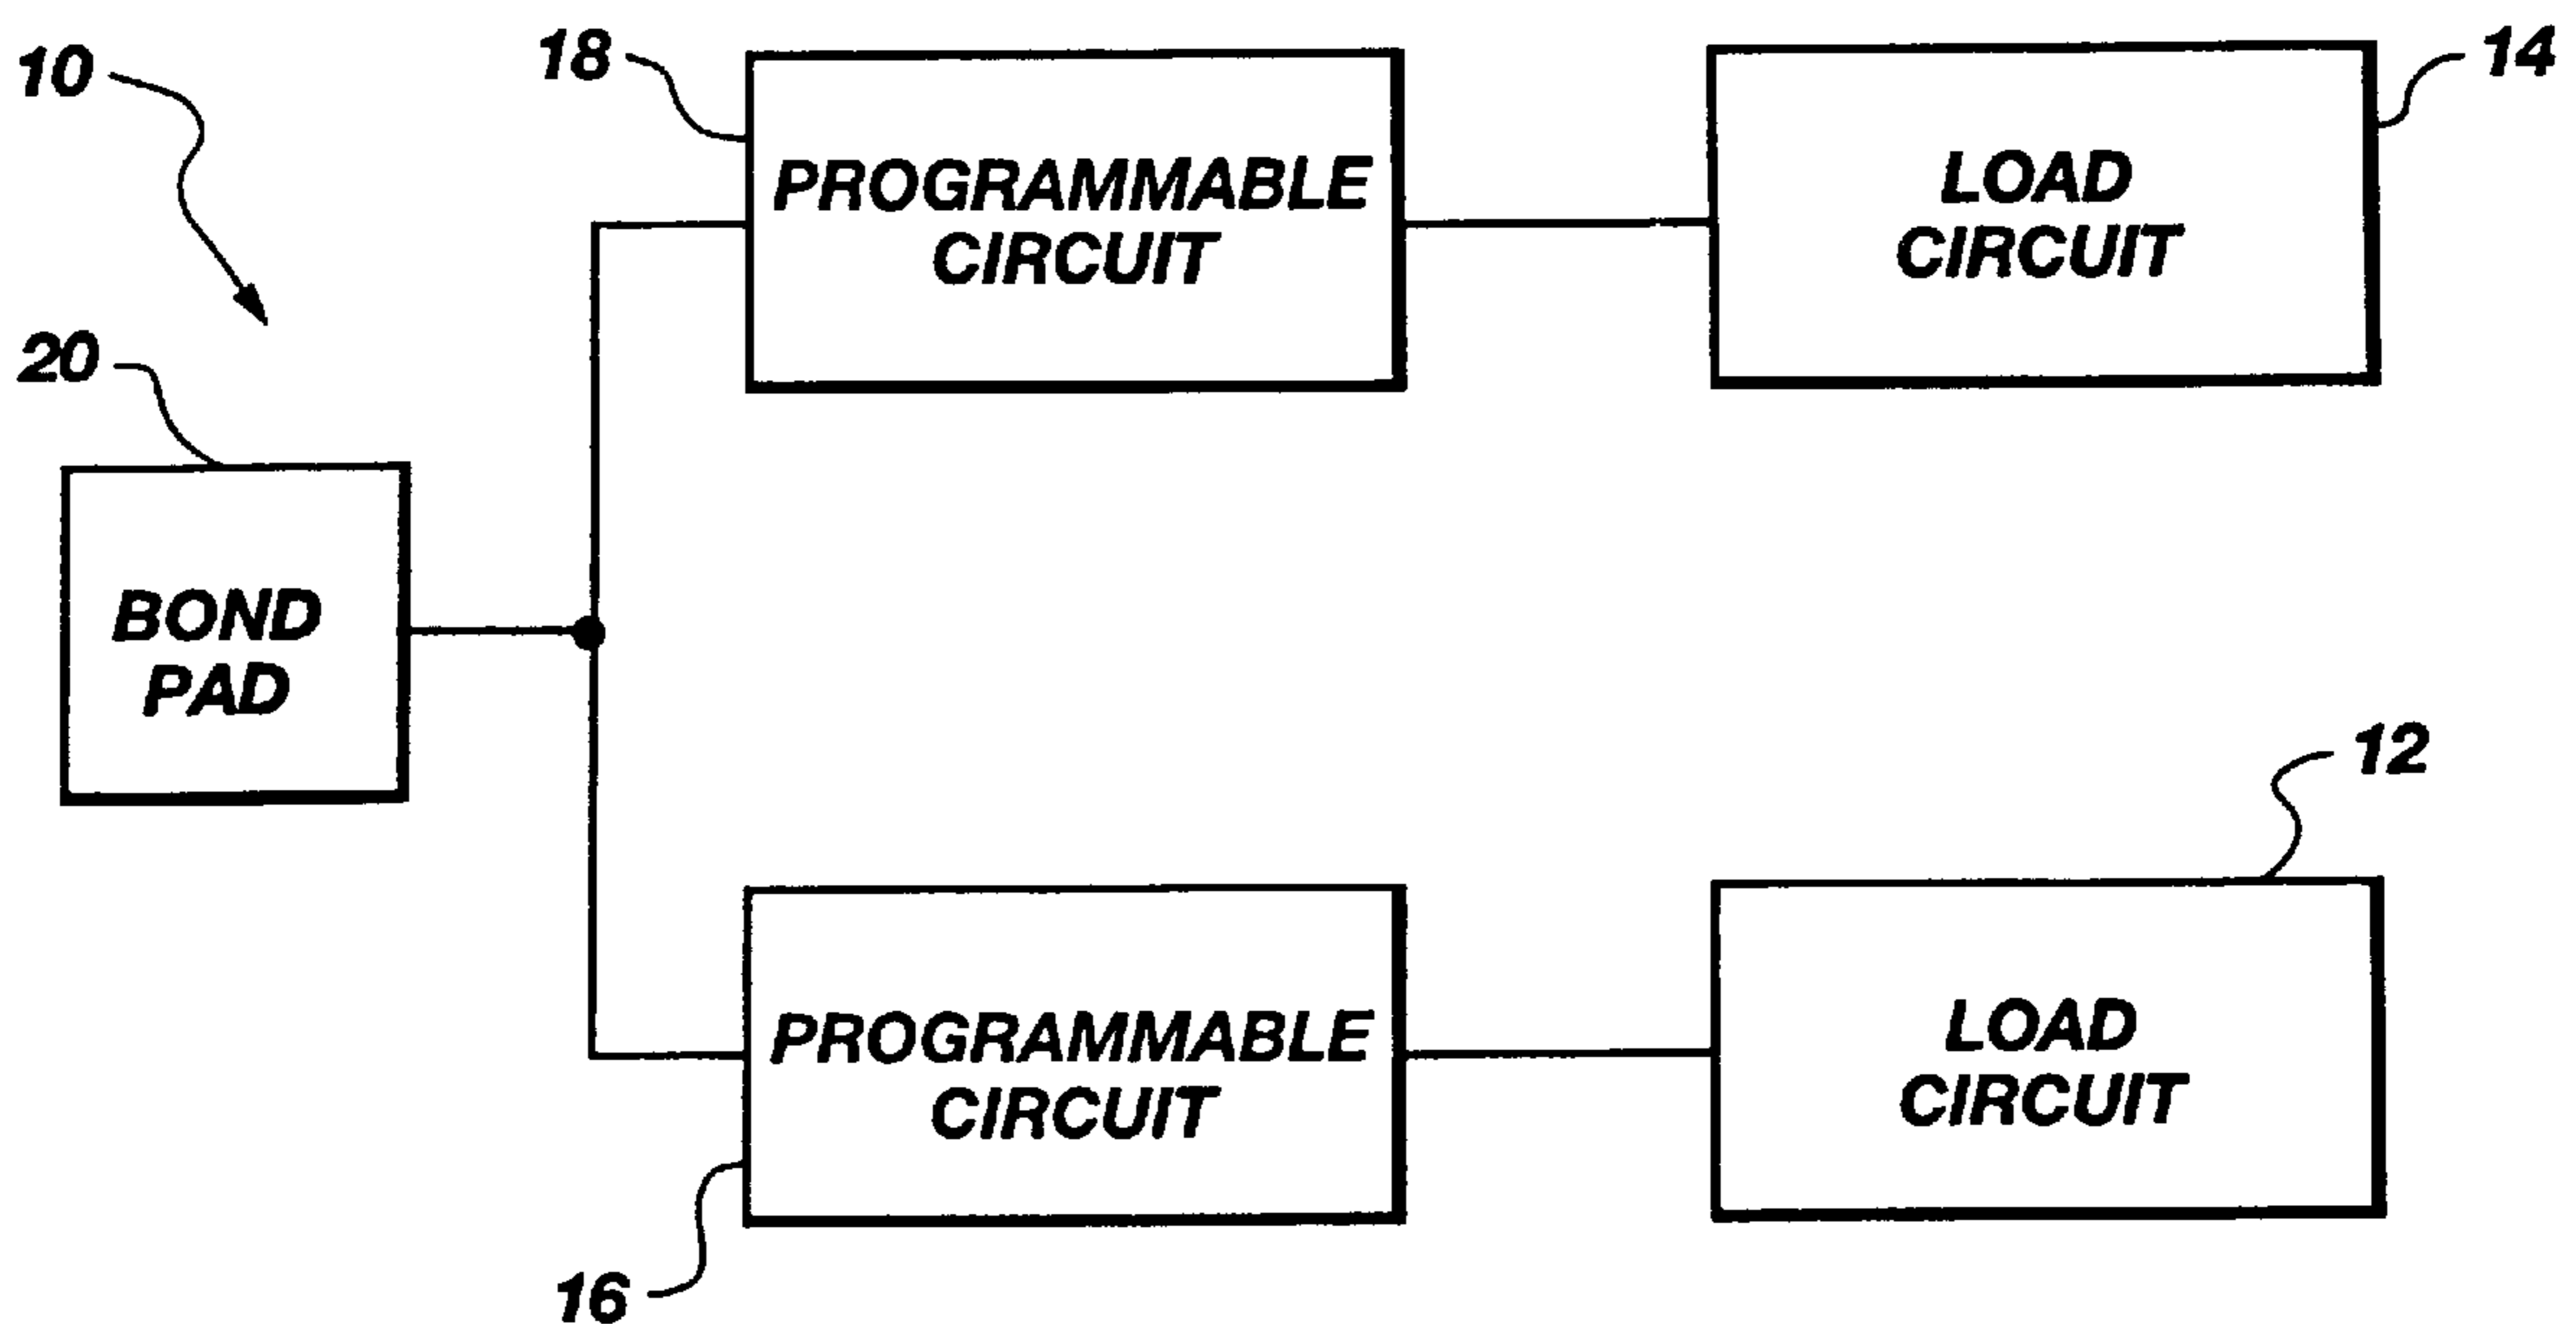 10
18
PROGRAMMABLE
CIRCUIT
14
LOAD
CIRCUIT
20
BOND
PAD
12
PROGRAMMABLE
CIRCUIT
16
LOAD
CIRCUIT